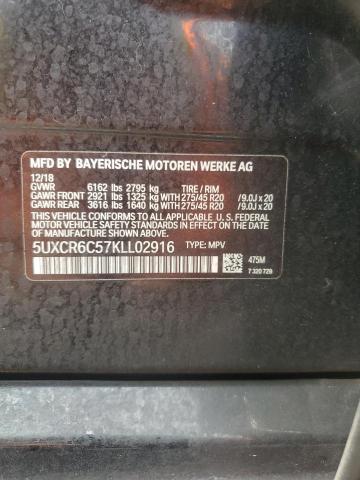 MFD BY BAYERISCHE MOTOREN WERKE AG
12/18
GVWR 6162 lbs 2795 kg TIRE / RIM
GAWR FRONT 2921 lbs 1325 kg WITH 275/45 R20 /9.0J x 20
GAWR REAR 3616 lbs 1640 kg WITH 275/45 R20 /9.0J x 20
THIS VEHICLE CONFORMS TO ALL APPLICABLE U.S. FEDERAL
MOTOR VEHICLE SAFETY STANDARDS IN EFFECT ON THE
DATE OF MANUFACTURE SHOWN ABOVE.
5UXCR6C57KLL02916 TYPE: MPV
475M
7 320 728